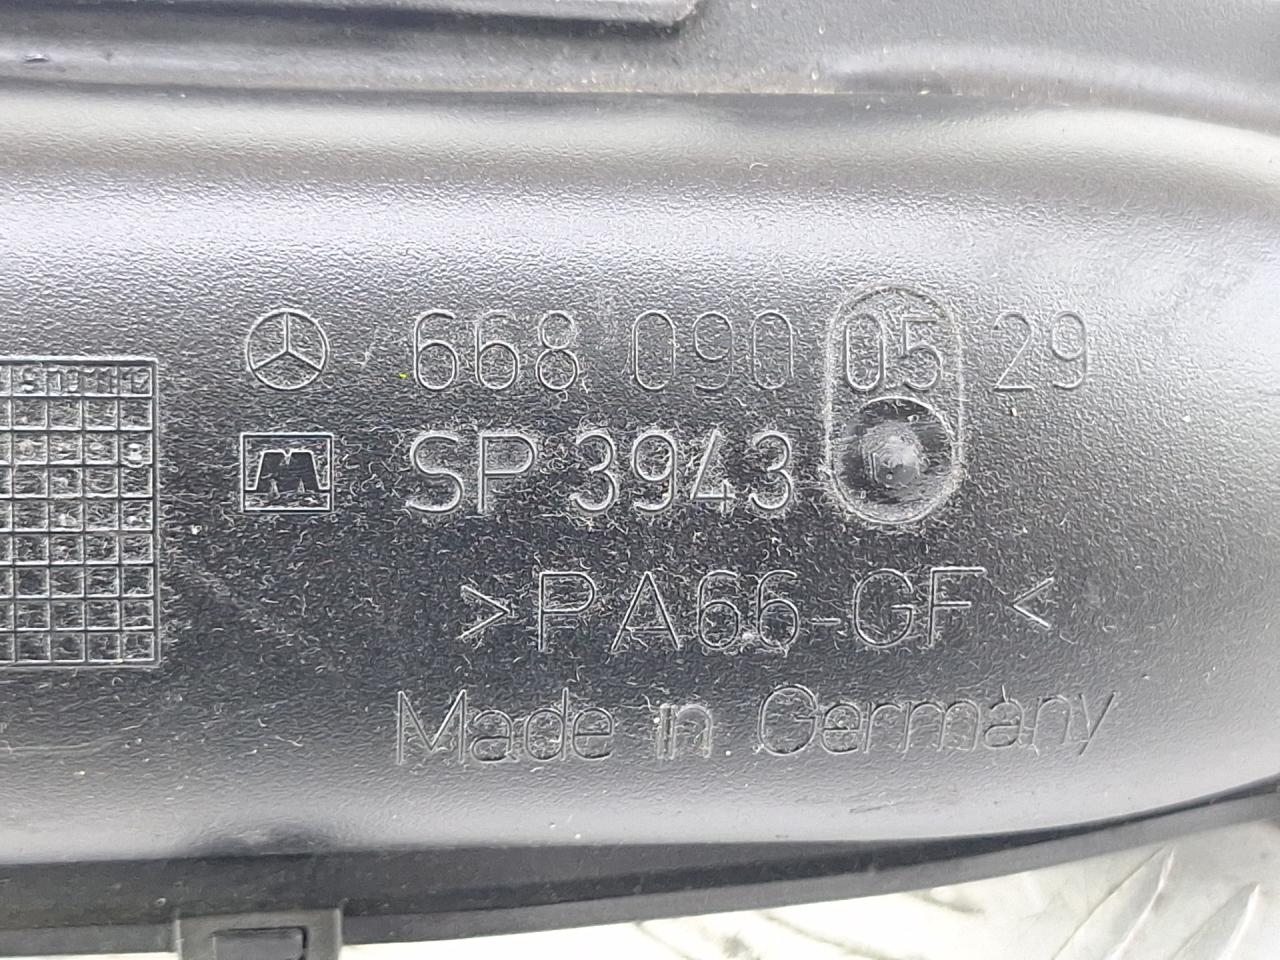 668 090 05 29
SP 3943
>PA66-GF<
Made in Germany